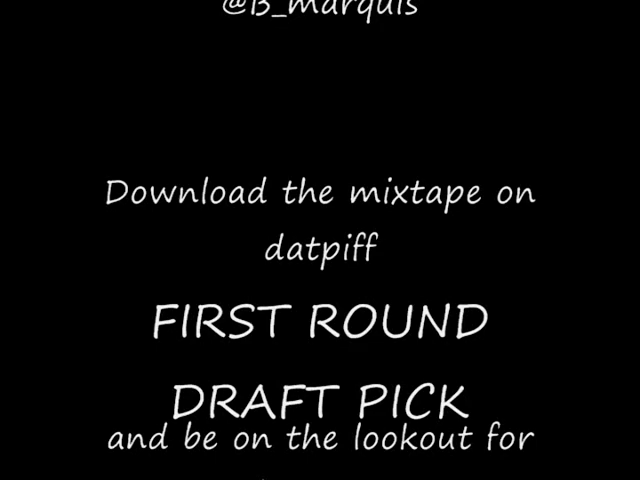 @B_marquis
Download the mixtape on
datpiff
FIRST ROUND
DRAFT PICK
and be on the lookout for